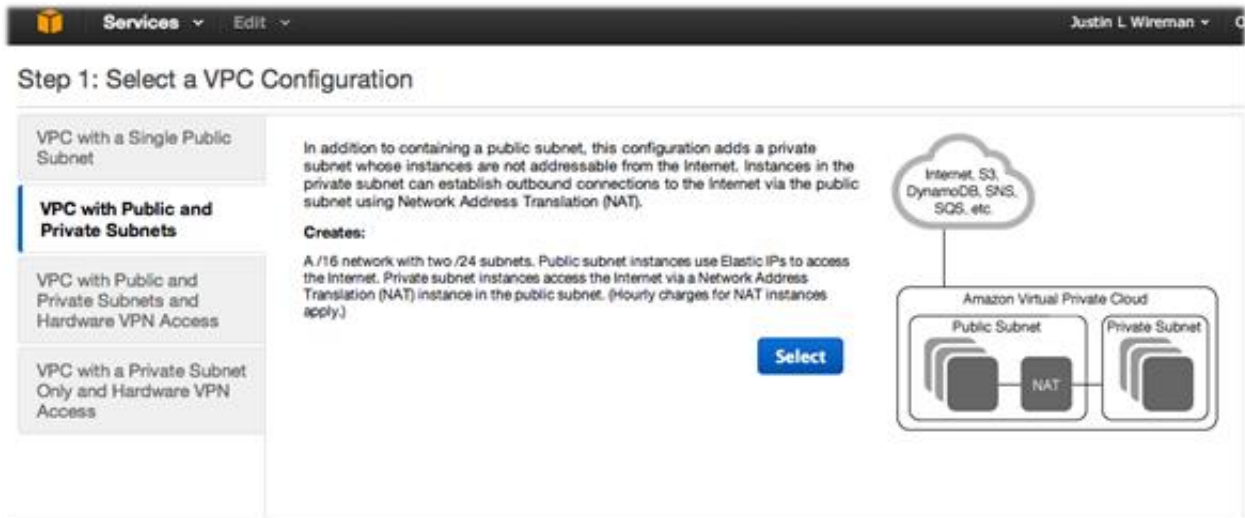 Services Edit Justin L Wireman
Step 1: Select a VPC Configuration
VPC with a Single Public
Subnet
VPC with Public and
Private Subnets
VPC with Public and
Private Subnets and
Hardware VPN Access
VPC with a Private Subnet
Only and Hardware VPN
Access
In addition to containing a public subnet, this configuration adds a private
subnet whose instances are not addressable from the Internet. Instances in the
private subnet can establish outbound connections to the Internet via the public
subnet using Network Address Translation (NAT).
Creates:
A /16 network with two /24 subnets. Public subnet instances use Elastic IPs to access
the Internet. Private subnet instances access the Internet via a Network Address
Translation (NAT) instance in the public subnet. (Hourly charges for NAT instances
apply.)
Select
Internet, S3,
DynamoDB, SNS,
SQS, etc.
Amazon Virtual Private Cloud
Public Subnet
Private Subnet
NAT